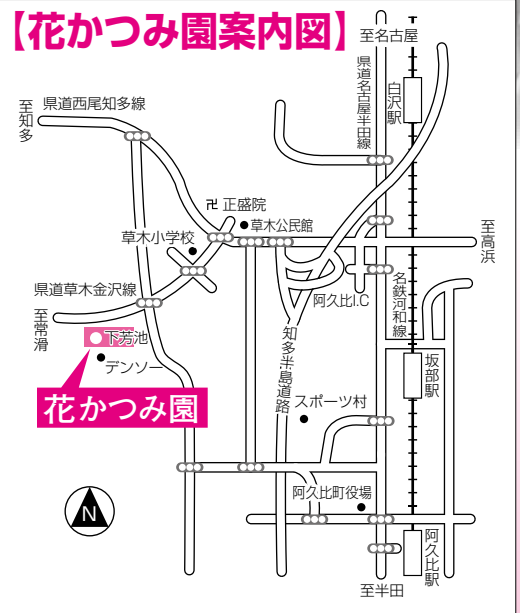 【花かつみ園案内図】
至名古屋
県道名古屋半田線
白沢駅
至知多
県道西尾知多線
卍 正盛院
草木公民館
草木小学校
至高浜
県道草木金沢線
阿久比I.C
名鉄河和線
至常滑
下芳池
デンソー
花かつみ園
知多半島道路
坂部駅
スポーツ村
阿久比町役場
阿久比駅
N
至半田